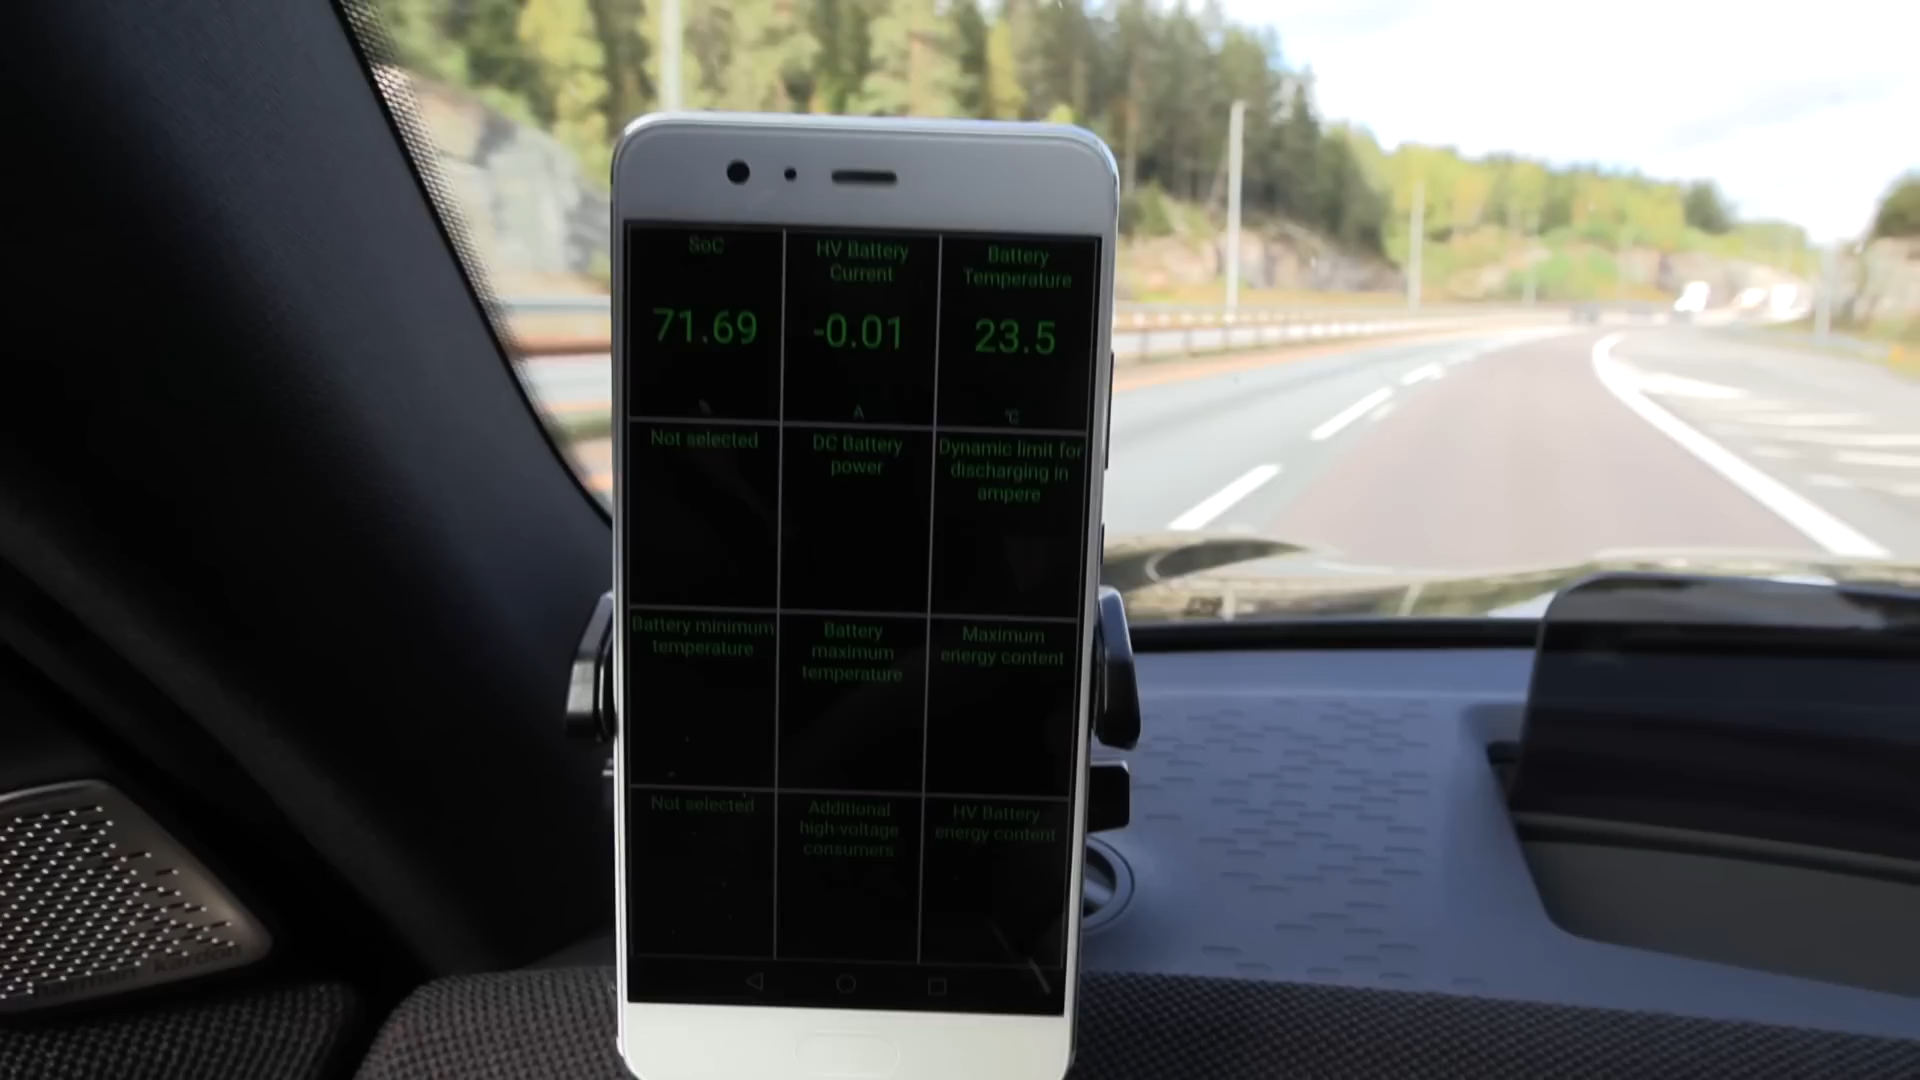 SoC
71.69
HV Battery
Current
-0.01
A
Battery
Temperature
23.5
°C
Not selected
DC Battery
power
Dynamic limit for
discharging in
ampere
Battery minimum
temperature
Battery
maximum
temperature
Maximum
energy content
Not selected
Additional
high-voltage
consumers
HV Battery
energy content
harman kardon